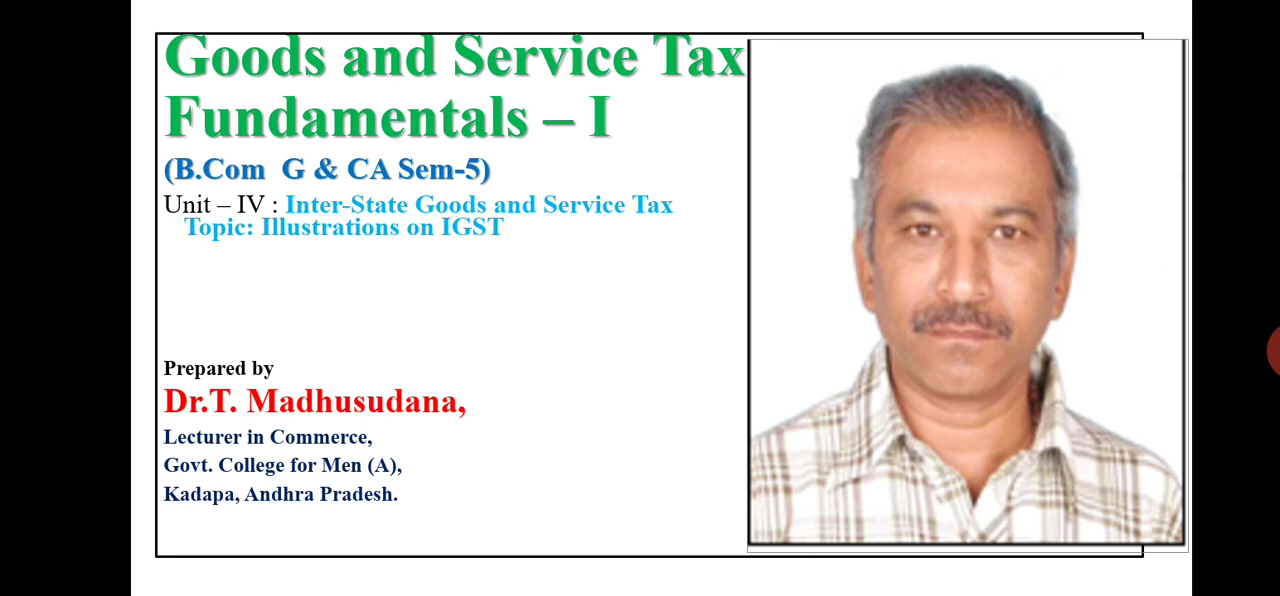 Goods and Service Tax
Fundamentals – I
(B.Com G & CA Sem-5)
Unit – IV : Inter-State Goods and Service Tax
Topic: Illustrations on IGST
Prepared by
Dr.T. Madhusudana,
Lecturer in Commerce,
Govt. College for Men (A),
Kadapa, Andhra Pradesh.